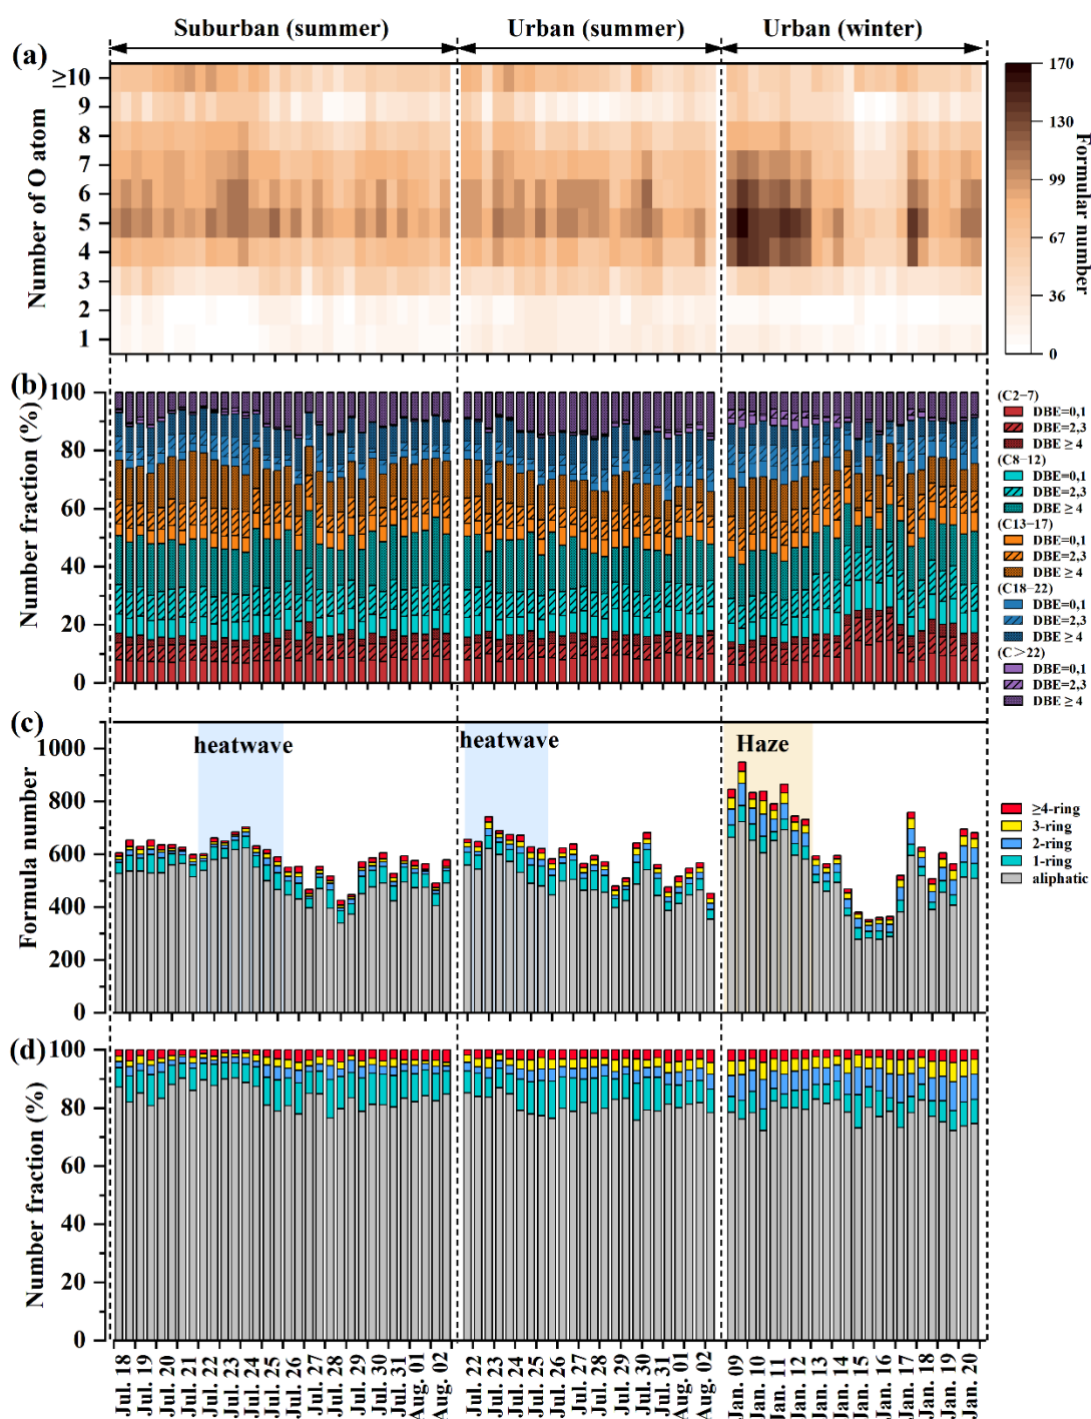 Suburban (summer) Urban (summer) Urban (winter)
(a)
Number of O atom
≥10
9
8
7
6
5
4
3
2
1
170
133
99
67
36
0
Formular number
(b)
Number fraction (%)
100
80
60
40
20
0
(C2-7)
DBE=0,1
DBE=2,3
DBE ≥ 4
(C8-12)
DBE=0,1
DBE=2,3
DBE ≥ 4
(C13-17)
DBE=0,1
DBE=2,3
DBE ≥ 4
(C18-22)
DBE=0,1
DBE=2,3
DBE ≥ 4
(C>22)
DBE=0,1
DBE=2,3
DBE ≥ 4
(c)
Formula number
1000
800
600
400
200
0
heatwave heatwave Haze
≥4-ring
3-ring
2-ring
1-ring
aliphatic
(d)
Number fraction (%)
100
80
60
40
20
0
Jul. 18
Jul. 19
Jul. 20
Jul. 21
Jul. 22
Jul. 23
Jul. 24
Jul. 25
Jul. 26
Jul. 27
Jul. 28
Jul. 29
Jul. 30
Jul. 31
Aug. 01
Aug. 02
Jul. 22
Jul. 23
Jul. 24
Jul. 25
Jul. 26
Jul. 27
Jul. 28
Jul. 29
Jul. 30
Jul. 31
Aug. 01
Aug. 02
Jan. 09
Jan. 10
Jan. 11
Jan. 12
Jan. 13
Jan. 14
Jan. 15
Jan. 16
Jan. 17
Jan. 18
Jan. 19
Jan. 20